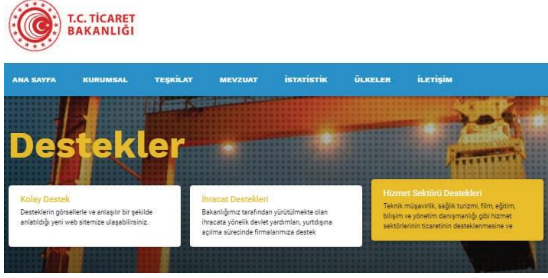 T.C. TİCARET
BAKANLIĞI
ANA SAYFA KURUMSAL TEŞKİLAT MEVZUAT İSTATİSTİK ÜLKELER İLETİŞİM
Destekler
Kolay Destek
Desteklerin görsellerle ve anlaşılır bir şekilde
anlatıldığı yeni web sitemize ulaşabilirsiniz.
İhracat Destekleri
Bakanlığımız tarafından yürütülmekte olan
ihracata yönelik devlet yardımları, yurtdışına
açılma sürecinde firmalarımıza destek
Hizmet Sektörü Destekleri
Teknik müşavirlik, sağlık turizmi, film, eğitim,
bilişim ve yönetim danışmanlığı gibi hizmet
sektörlerinin ticaretinin desteklenmesine ve